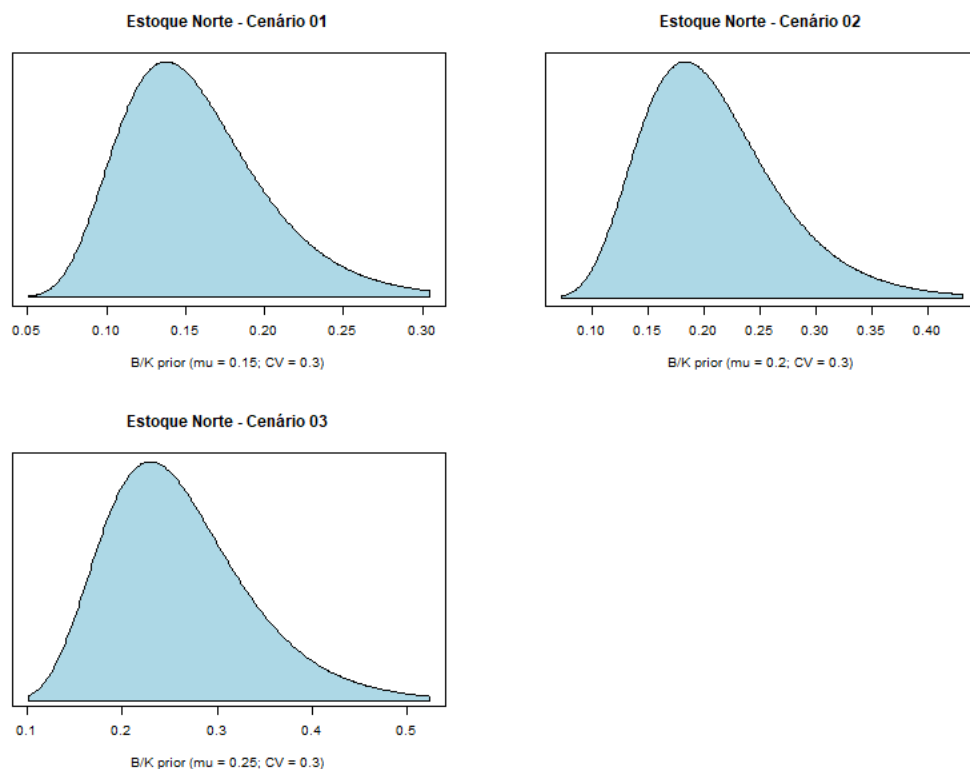 Estoque Norte - Cenário 01
0.05 0.10 0.15 0.20 0.25 0.30
B/K prior (mu = 0.15; CV = 0.3)
Estoque Norte - Cenário 02
0.10 0.15 0.20 0.25 0.30 0.35 0.40
B/K prior (mu = 0.2; CV = 0.3)
Estoque Norte - Cenário 03
0.1 0.2 0.3 0.4 0.5
B/K prior (mu = 0.25; CV = 0.3)